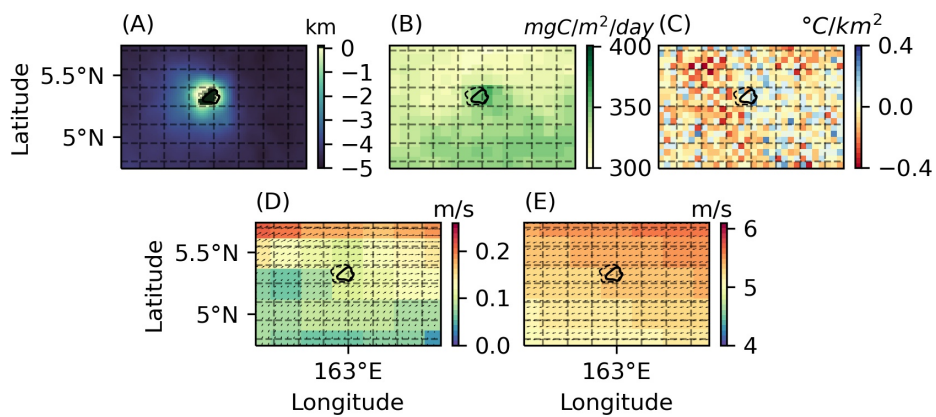 (A)
km
Latitude
5.5°N
5°N
0
−1
−2
−3
−4
−5
(B)
mgC/m²/day
400
350
300
(C)
°C/km²
0.4
0.0
−0.4
(D)
m/s
Latitude
5.5°N
5°N
0.2
0.1
0.0
163°E
Longitude
(E)
m/s
6
5
4
163°E
Longitude